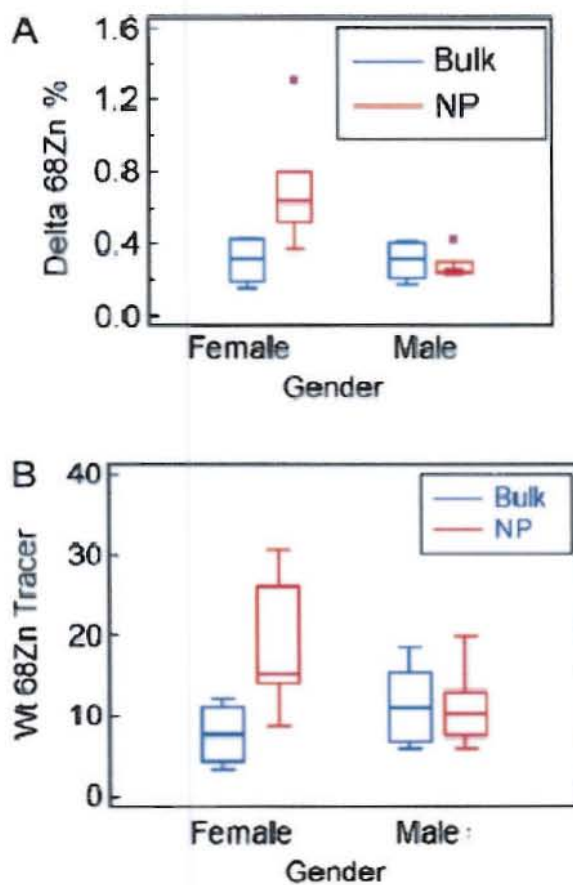 A
Delta 68Zn %
1.6
1.2
0.8
0.4
0.0
Bulk
NP
Female
Male
Gender
B
Wt 68Zn Tracer
40
30
20
10
0
Bulk
NP
Female
Male
Gender